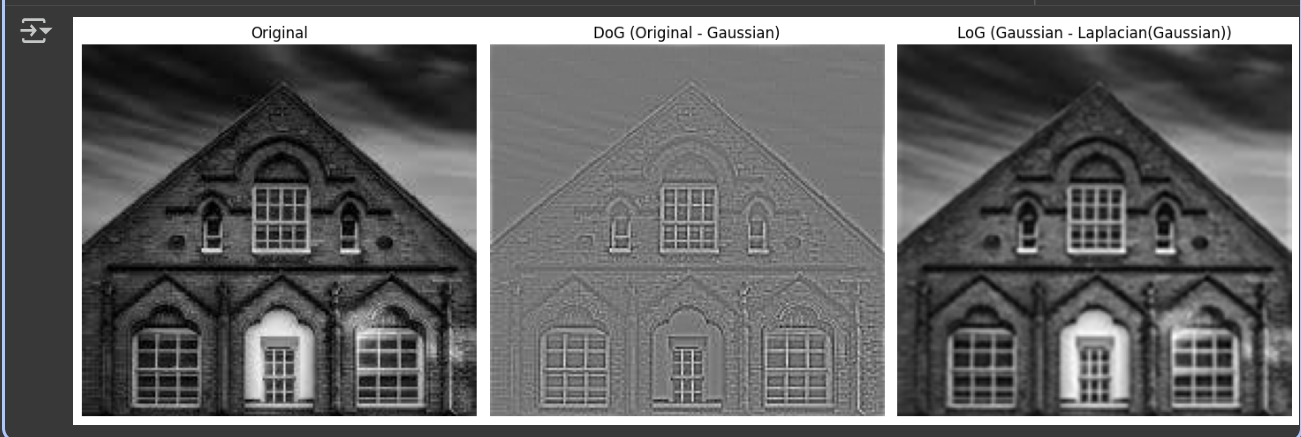 Original
DoG (Original - Gaussian)
LoG (Gaussian - Laplacian(Gaussian))